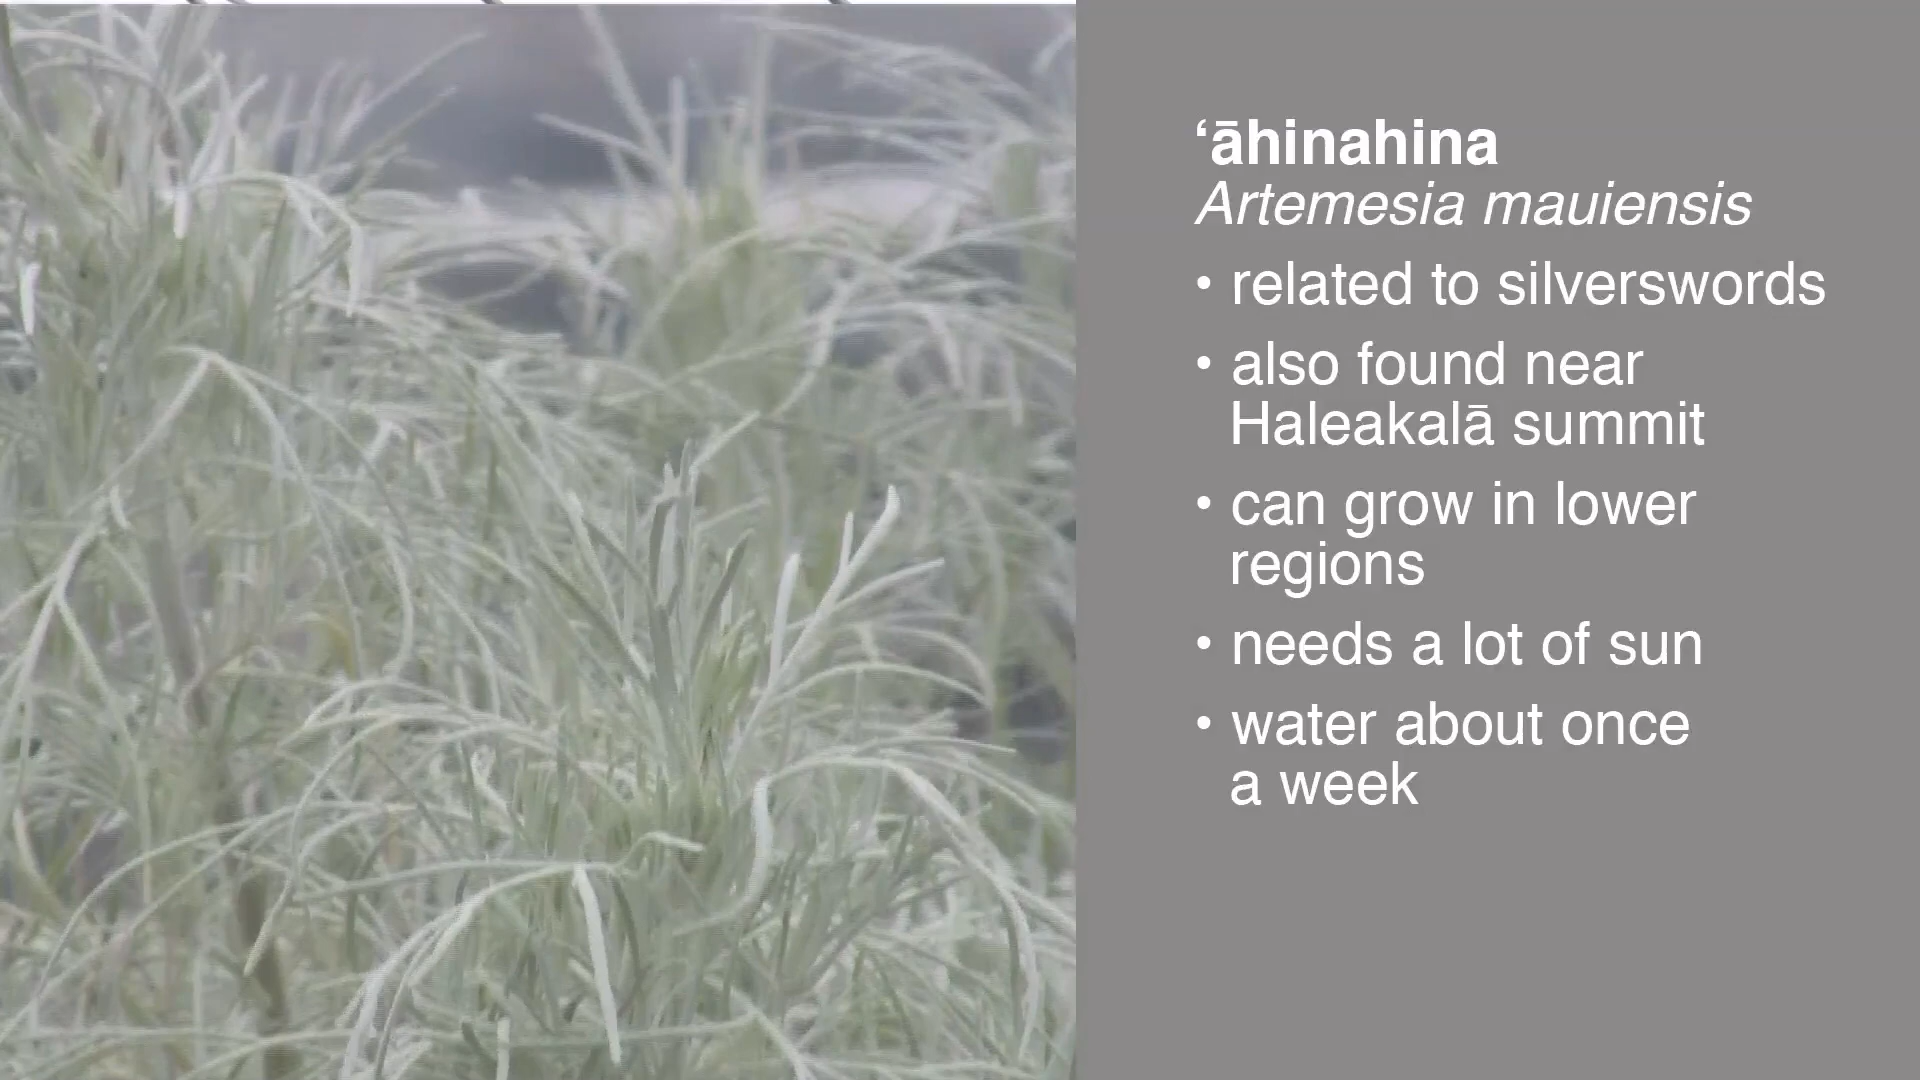 ʻāhinahina
Artemesia mauiensis
• related to silverswords
• also found near
Haleakalā summit
• can grow in lower
regions
• needs a lot of sun
• water about once
a week